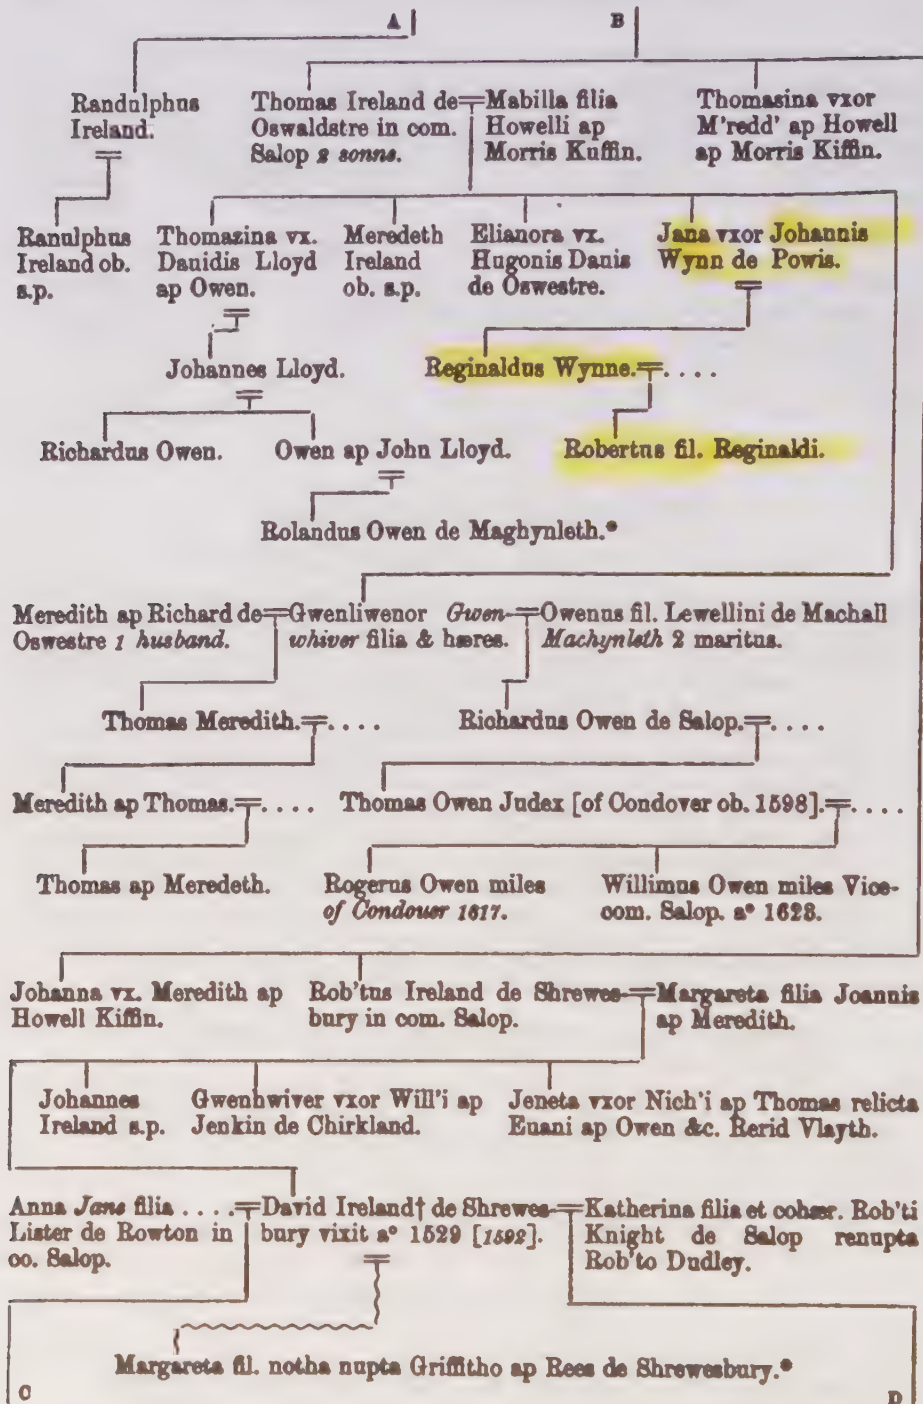 A
B
Randulphus
Ireland.
Thomas Ireland de
Oswaldstre in com.
Salop 2 sonne.
Mabilla filia
Howelli ap
Morris Kuffin.
Thomasina vxor
M'redd' ap Howell
ap Morris Kiffin.
Ranulphus
Ireland ob.
s.p.
Thomazina vx.
Dauidis Lloyd
ap Owen.
Meredeth
Ireland
ob. s.p.
Elianora vx.
Hugonis Dauis
de Oswestre.
Jana vxor Johannis
Wynn de Powis.
Johannes Lloyd.
Reginaldus Wynne. . . . .
Richardus Owen.
Owen ap John Lloyd.
Robertus fil. Reginaldi.
Rolandus Owen de Maghynleth.*
Meredith ap Richard de
Oswestre 1 husband.
Gwenliwenor Gwen-
whiver filia & hæres.
Owenus fil. Lewellini de Machall
Machynleth 2 maritus.
Thomas Meredith. . . . .
Richardus Owen de Salop. . . . .
Meredith ap Thomas. . . . .
Thomas Owen Judex [of Condover ob. 1598]. . . . .
Thomas ap Meredeth.
Rogerus Owen miles
of Condouer 1617.
Willimus Owen miles Vice-
com. Salop. a° 1623.
Johanna vx. Meredith ap
Howell Kiffin.
Rob'tus Ireland de Shrewes-
bury in com. Salop.
Margareta filia Joannis
ap Meredith.
Johannes
Ireland s.p.
Gwenhwiver vxor Will'i ap
Jenkin de Chirkland.
Jeneta vxor Nich'i ap Thomas relicta
Euani ap Owen &c. Rerid Vlayth.
Anna Jane filia . . . .
Lister de Rowton in
co. Salop.
David Ireland† de Shrewes-
bury vixit a° 1529 [1592].
Katherina filia et cohær. Rob'ti
Knight de Salop renupta
Rob'to Dudley.
Margareta fil. notha nupta Griffitho ap Rees de Shrewesbury.*
C
D